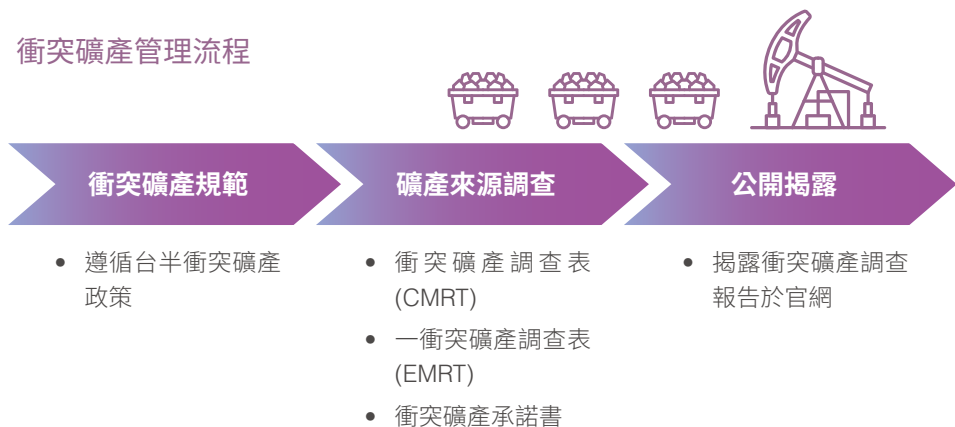 衝突礦產管理流程
衝突礦產規範
礦產來源調查
公開揭露
• 遵循台半衝突礦產
政策
• 衝突礦產調查表
(CMRT)
• 一衝突礦產調查表
(EMRT)
• 衝突礦產承諾書
• 揭露衝突礦產調查
報告於官網